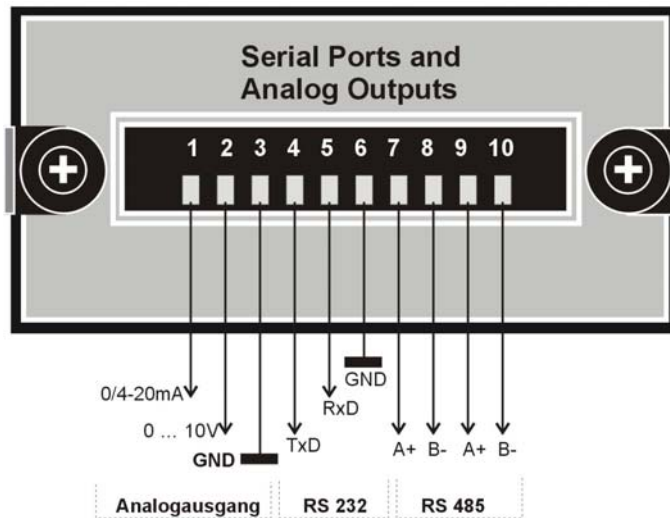 Serial Ports and
Analog Outputs
1 2 3 4 5 6 7 8 9 10
GND
0/4-20mA
RxD
0 ... 10V
TxD
A+ B- A+ B-
GND
Analogausgang RS 232 RS 485